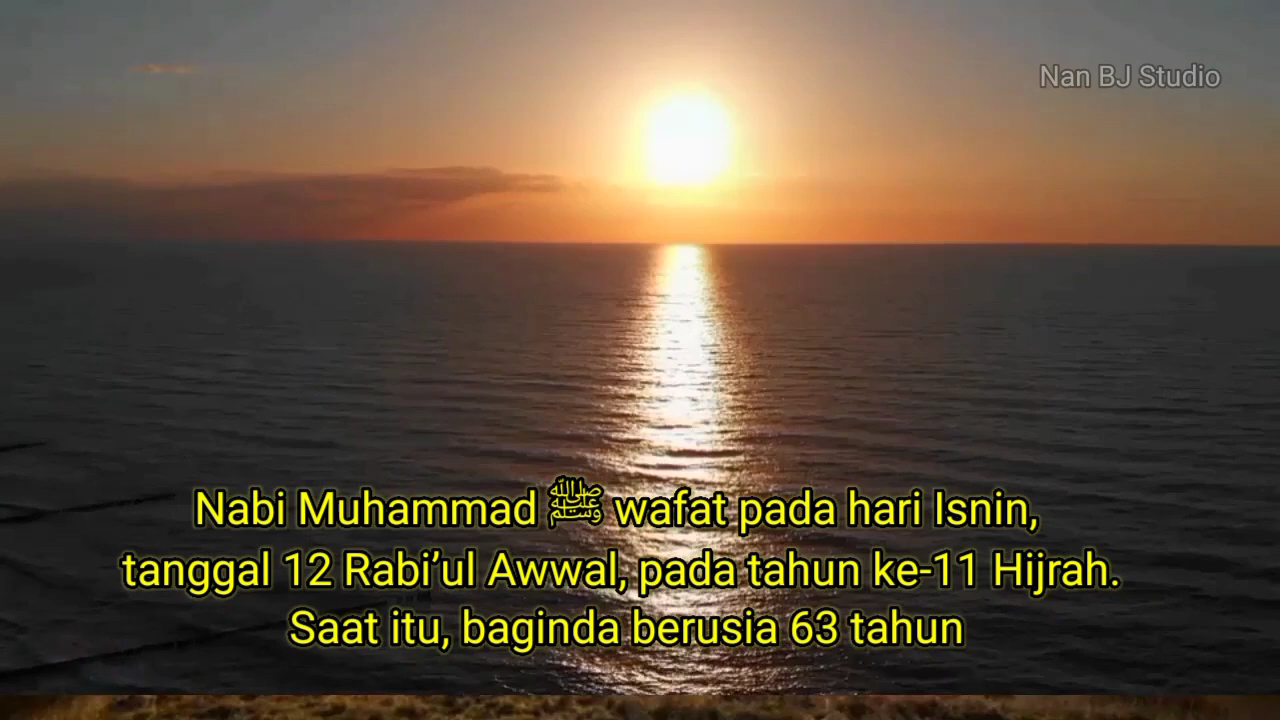 Nan BJ Studio
Nabi Muhammad ﷺ wafat pada hari Isnin,
tanggal 12 Rabi’ul Awwal, pada tahun ke-11 Hijrah.
Saat itu, baginda berusia 63 tahun